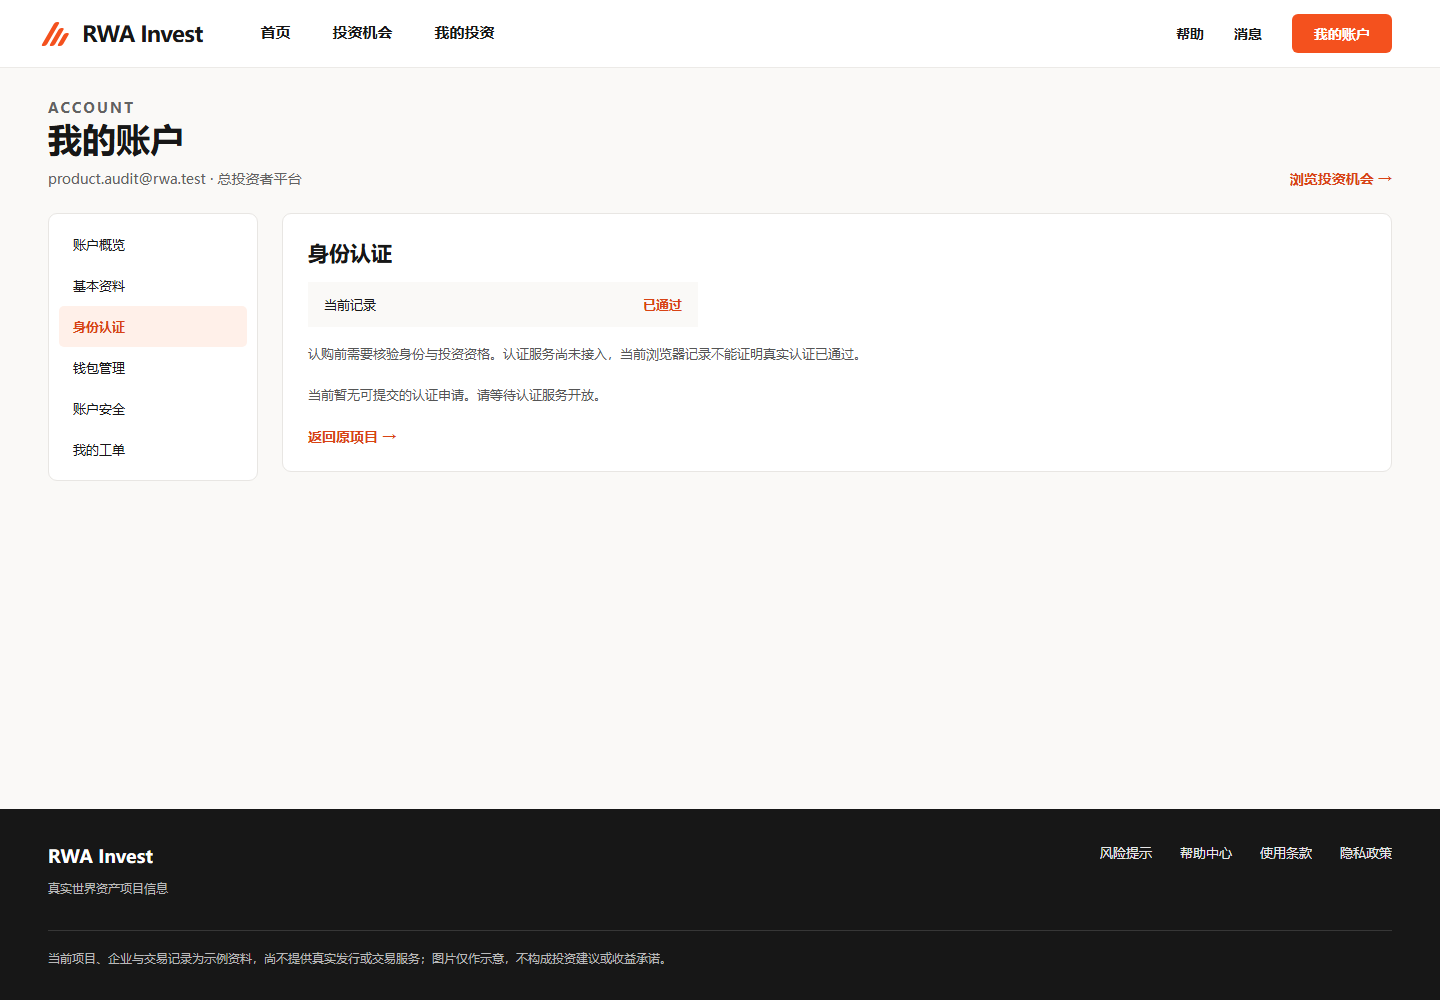 RWA Invest 首页 投资机会 我的投资 帮助 消息 我的账户
ACCOUNT
我的账户
product.audit@rwa.test · 总投资者平台 浏览投资机会 →
账户概览
基本资料
身份认证
钱包管理
账户安全
我的工单
身份认证
当前记录 已通过
认购前需要核验身份与投资资格。认证服务尚未接入，当前浏览器记录不能证明真实认证已通过。
当前暂无可提交的认证申请。请等待认证服务开放。
返回原项目 →
RWA Invest 风险提示 帮助中心 使用条款 隐私政策
真实世界资产项目信息
当前项目、企业与交易记录为示例资料，尚不提供真实发行或交易服务；图片仅作示意，不构成投资建议或收益承诺。